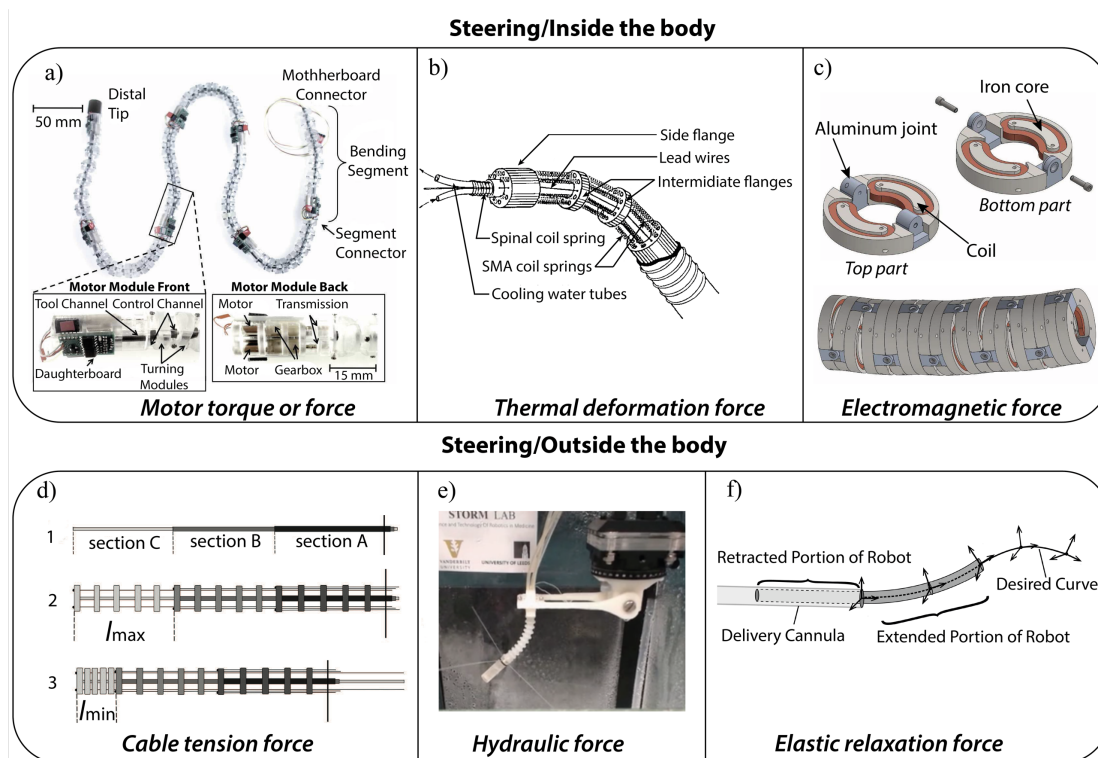 Steering/Inside the body
a)
Distal
Tip
50 mm
Mothherboard
Connector
Bending
Segment
Segment
Connector
Motor Module Front
Tool Channel Control Channel
Daughterboard
Turning
Modules
Motor Module Back
Motor Transmission
Motor Gearbox
15 mm
Motor torque or force
b)
Side flange
Lead wires
Intermidiate flanges
Spinal coil spring
SMA coil springs
Cooling water tubes
Thermal deformation force
c)
Iron core
Aluminum joint
Bottom part
Coil
Top part
Electromagnetic force
Steering/Outside the body
d)
1
section C section B section A
2
lmax
3
lmin
Cable tension force
e)
STORM LAB
VANDERBILT
UNIVERSITY
UNIVERSITY OF LEEDS
Hydraulic force
f)
Retracted Portion of Robot
Desired Curve
Delivery Cannula
Extended Portion of Robot
Elastic relaxation force